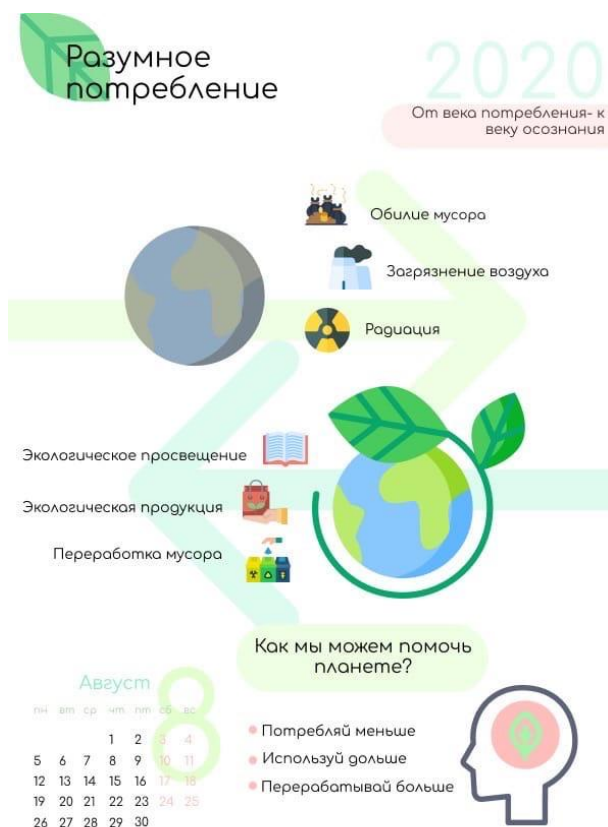 Разумное
потребление
2020
От века потребления- к
веку осознания
Обилие мусора
Загрязнение воздуха
Радиация
Экологическое просвещение
Экологическая продукция
Переработка мусора
Как мы можем помочь
планете?
Август
8
пн вт ср чт пт сб вс
1 2 3 4
5 6 7 8 9 10 11
12 13 14 15 16 17 18
19 20 21 22 23 24 25
26 27 28 29 30
Потребляй меньше
Используй дольше
Перерабатывай больше